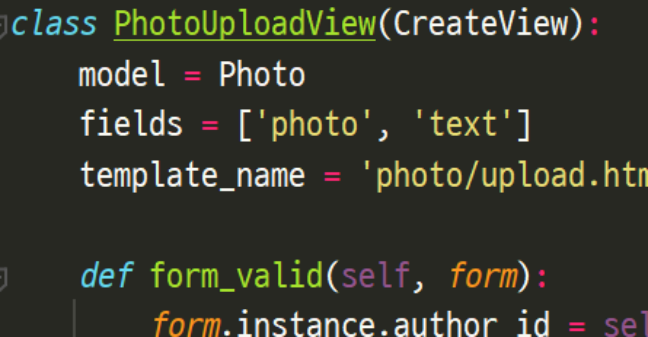 class PhotoUploadView(CreateView):
model = Photo
fields = ['photo', 'text']
template_name = 'photo/upload.htm
def form_valid(self, form):
form.instance.author_id = sel